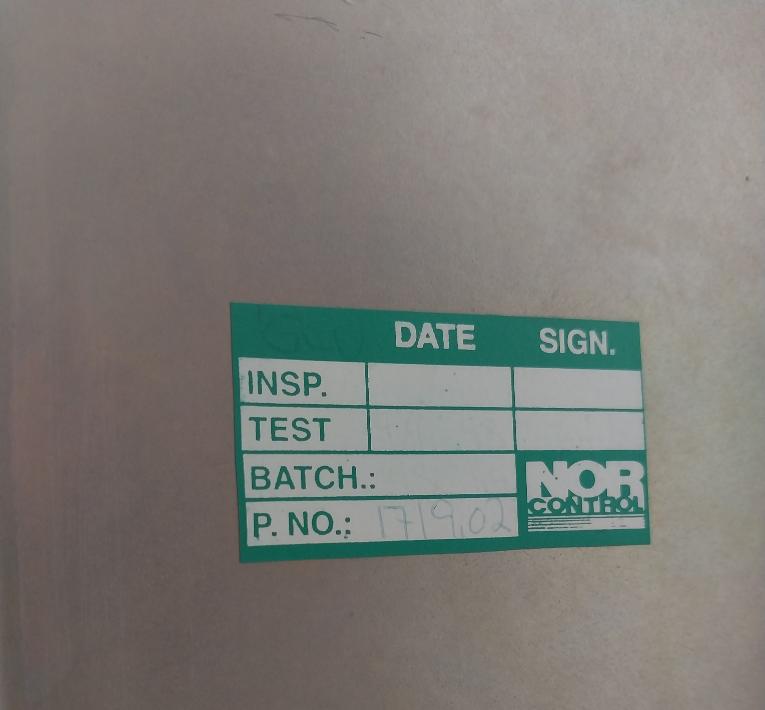 DATE SIGN.
INSP.
TEST
BATCH.:
P. NO.: 1719.02
NOR
CONTROL